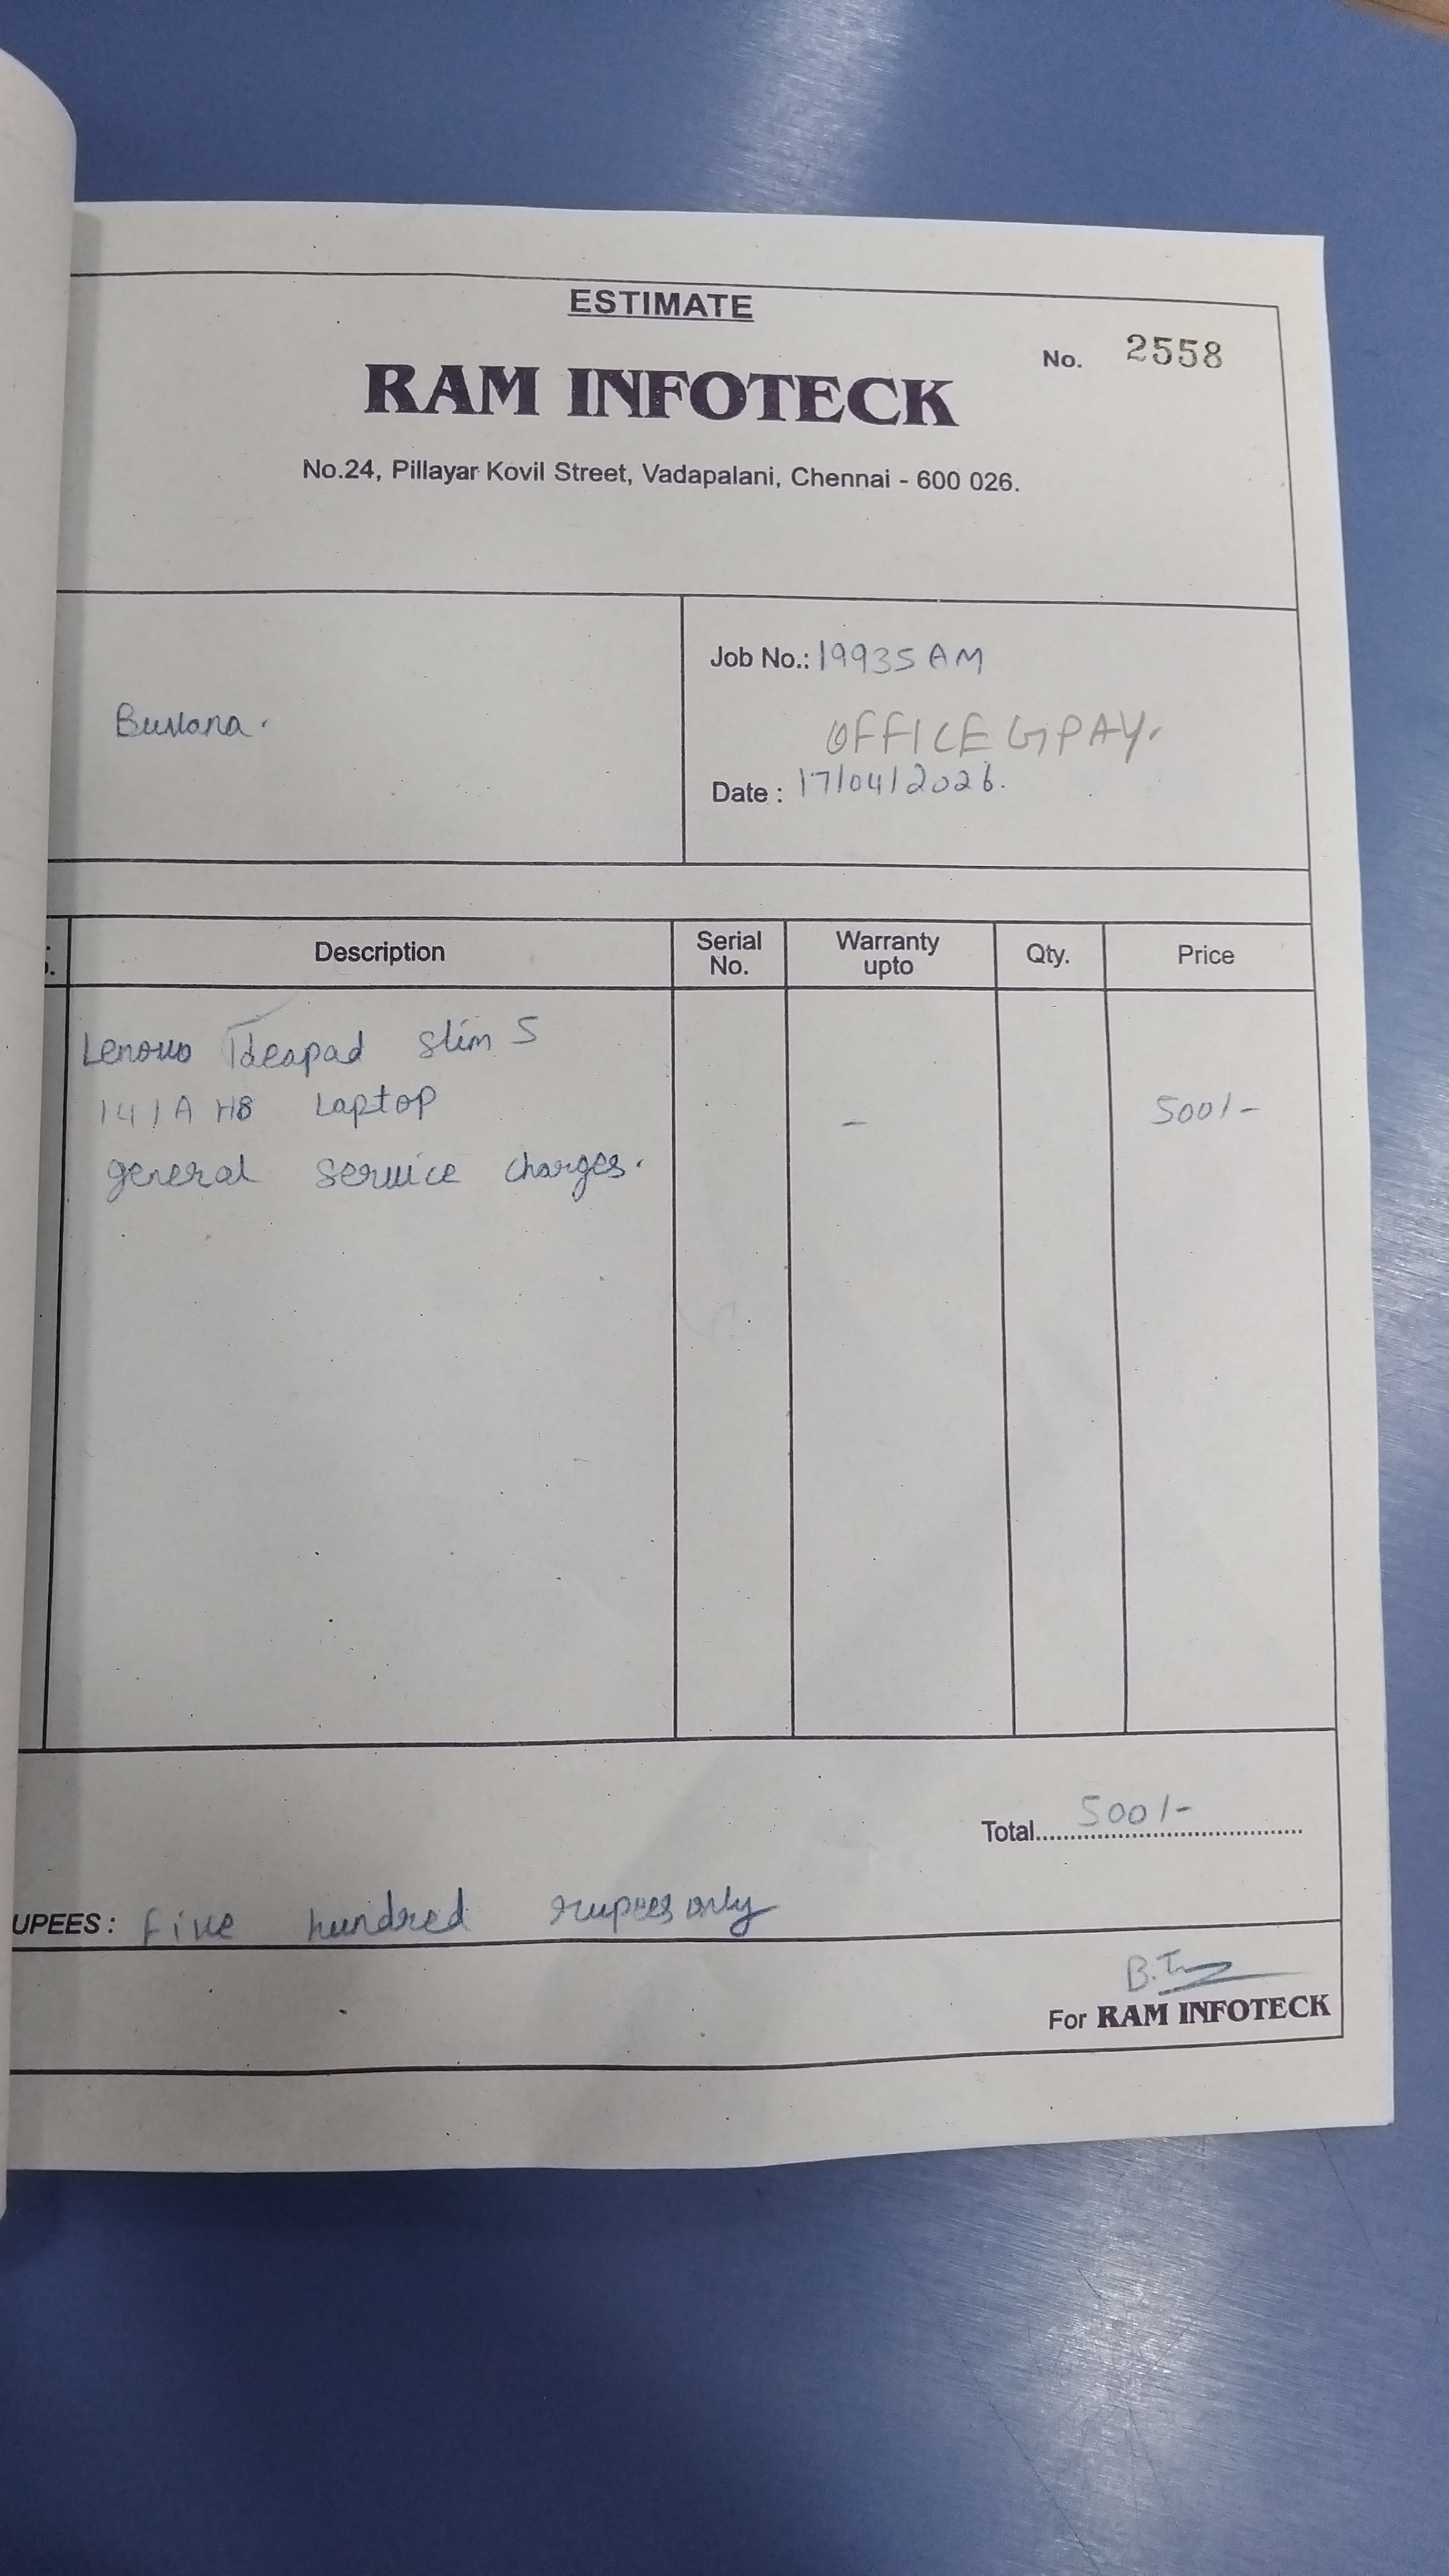 ESTIMATE
No. 2558
RAM INFOTECK
No.24, Pillayar Kovil Street, Vadapalani, Chennai - 600 026.
Job No.: 19935 AM
Buvana.
OFFICE GPAY.
Date : 17/04/2026.
Description Serial No. Warranty upto Qty. Price
Lenovo Ideapad Slim 5
14IAH8 Laptop - 500/-
general service charges.
Total 500/-
UPEES : Five hundred rupees only
For RAM INFOTECK